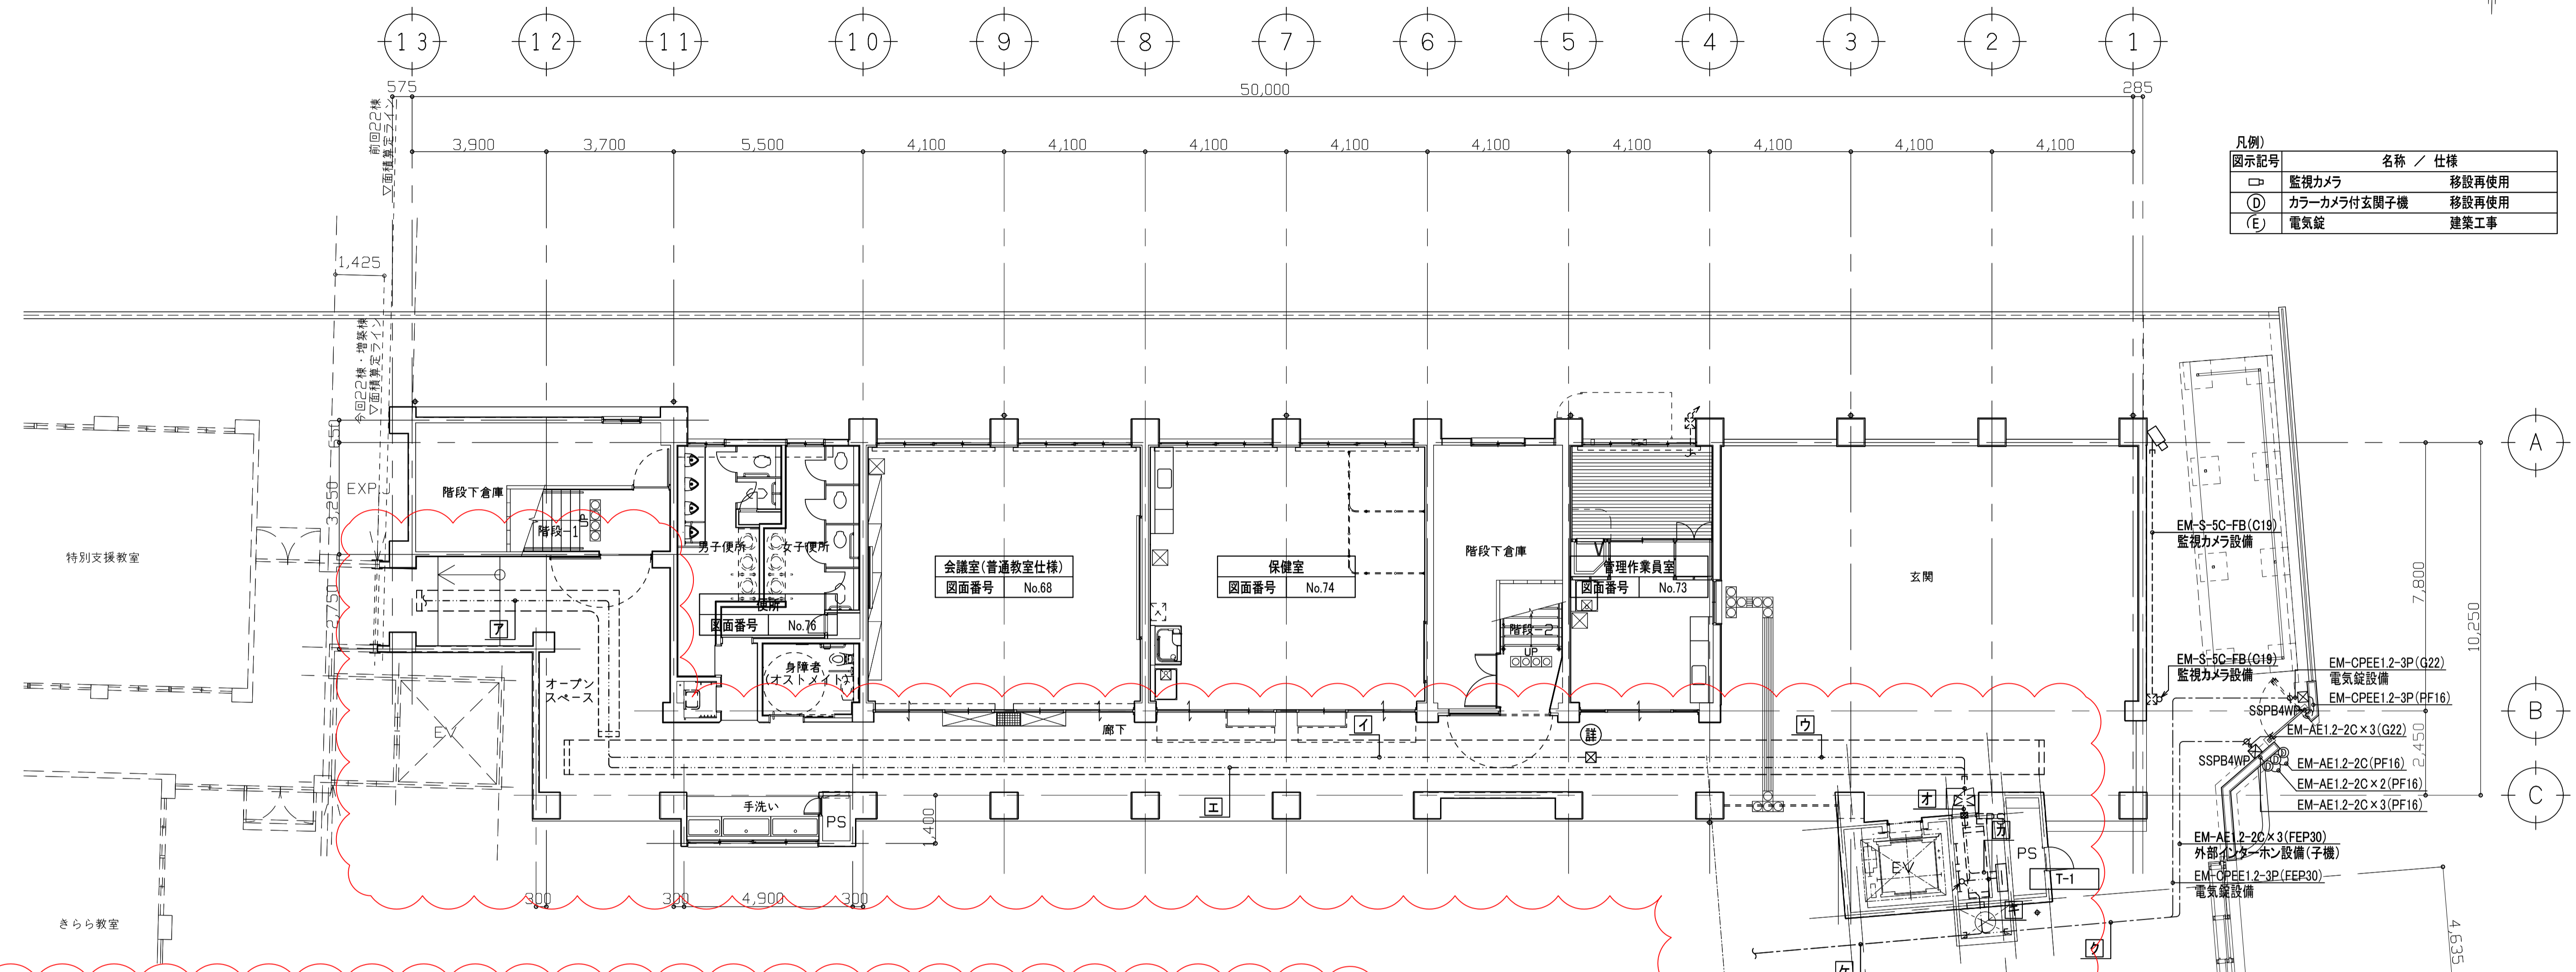 13 12 11 10 9 8 7 6 5 4 3 2 1
575 50,000 285
3,900 3,700 5,500 4,100 4,100 4,100 4,100 4,100 4,100 4,100 4,100 4,100
前回22棟
▽面積算定ライン
1,425
今回22棟・増築棟
▽面積算定ライン
凡例)
図示記号 名称 / 仕様
監視カメラ 移設再使用
D カラーカメラ付玄関子機 移設再使用
E 電気錠 建築工事
A
B
C
650
3,250
2,750
EXP.J
階段下倉庫
階段-1
UP
特別支援教室
きらら教室
ア
オープン
スペース
EV
男子便所
女子便所
便所
図面番号 No.76
身障者
(オストメイト)
会議室(普通教室仕様)
図面番号 No.68
保健室
図面番号 No.74
階段下倉庫
階段-2
UP
管理作業員室
図面番号 No.73
玄関
廊下
イ
詳
ウ
エ
オ
カ
キ
ク
ケ
手洗い
PS
1,400
300 300 4,900 300
EV
PS
T-1
7,800
10,250
2,450
4,635
EM-S-5C-FB(C19)
監視カメラ設備
EM-S-5C-FB(C19)
監視カメラ設備
EM-CPEE1.2-3P(G22)
電気錠設備
EM-CPEE1.2-3P(PF16)
SSPB4WP
EM-AE1.2-2C×3(G22)
SSPB4WP
EM-AE1.2-2C(PF16)
EM-AE1.2-2C×2(PF16)
EM-AE1.2-2C×3(PF16)
EM-AE1.2-2C×3(FEP30)
外部インターホン設備(子機)
EM-CPEE1.2-3P(FEP30)
電気錠設備